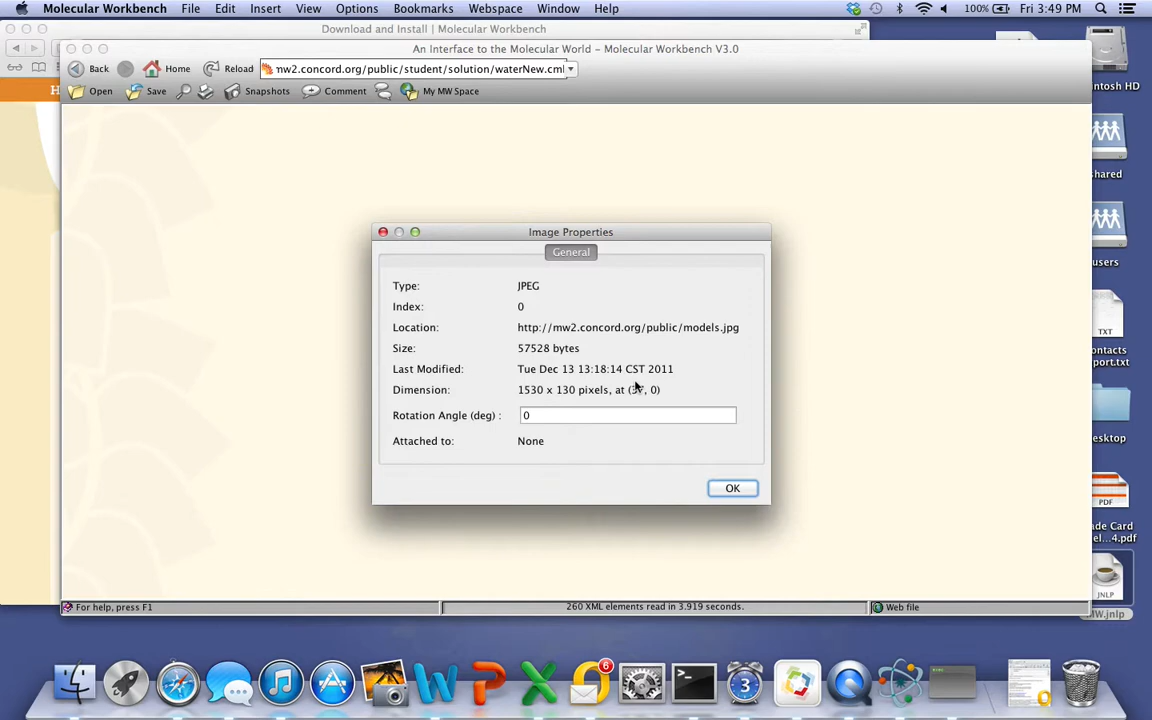 Molecular Workbench File Edit Insert View Options Bookmarks Webspace Window Help 100% Fri 3:49 PM
Download and Install | Molecular Workbench
An Interface to the Molecular World – Molecular Workbench V3.0
Back Home Reload mw2.concord.org/public/student/solution/waterNew.cml
Open Save Snapshots Comment My MW Space
H
intosh HD
shared
users
TXT
ontacts
port.txt
esktop
PDF
ade Card
el...4.pdf
JNLP
MW.jnlp
Image Properties
General
Type: JPEG
Index: 0
Location: http://mw2.concord.org/public/models.jpg
Size: 57528 bytes
Last Modified: Tue Dec 13 13:18:14 CST 2011
Dimension: 1530 x 130 pixels, at (, 0)
Rotation Angle (deg) : 0
Attached to: None
OK
For help, press F1 260 XML elements read in 3.919 seconds. Web file
6
3